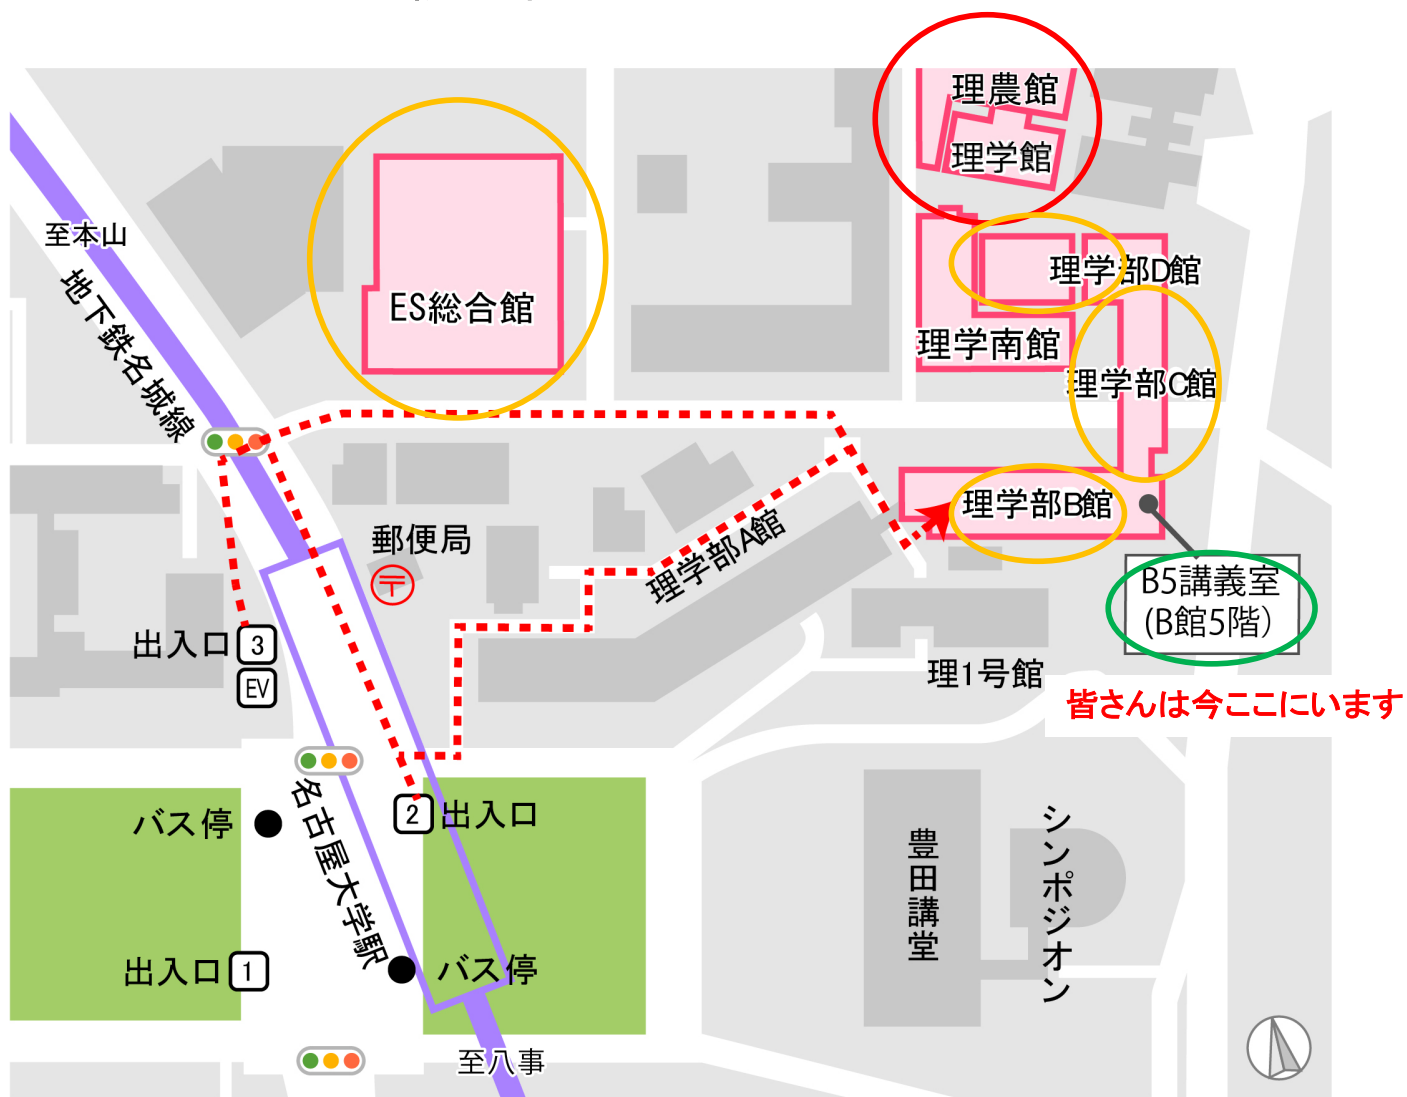 理農館
理学館
至本山
地下鉄名城線
ES総合館
理学部D館
理学南館
理学部C館
理学部B館
郵便局
理学部A館
B5講義室
(B館5階)
出入口 3
EV
理1号館
皆さんは今ここにいます
バス停
名古屋大学駅
2 出入口
豊田講堂
シンポジオン
出入口 1
バス停
至八事